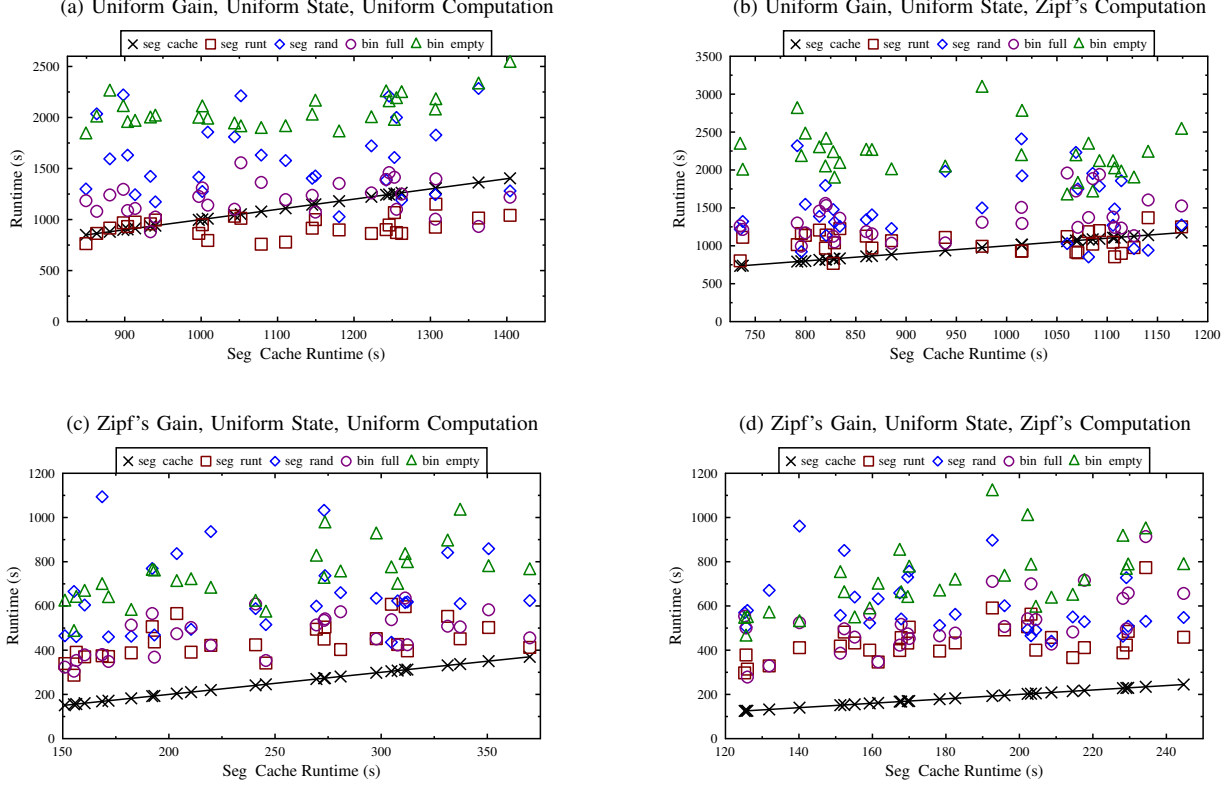 (a) Uniform Gain, Uniform State, Uniform Computation
seg cache seg runt seg rand bin full bin empty
2500
2000
1500
1000
500
0
Runtime (s)
900 1000 1100 1200 1300 1400
Seg Cache Runtime (s)
(b) Uniform Gain, Uniform State, Zipf's Computation
seg cache seg runt seg rand bin full bin empty
3500
3000
2500
2000
1500
1000
500
0
Runtime (s)
750 800 850 900 950 1000 1050 1100 1150 1200
Seg Cache Runtime (s)
(c) Zipf's Gain, Uniform State, Uniform Computation
seg cache seg runt seg rand bin full bin empty
1200
1000
800
600
400
200
0
Runtime (s)
150 200 250 300 350
Seg Cache Runtime (s)
(d) Zipf's Gain, Uniform State, Zipf's Computation
seg cache seg runt seg rand bin full bin empty
1200
1000
800
600
400
200
0
Runtime (s)
120 140 160 180 200 220 240
Seg Cache Runtime (s)